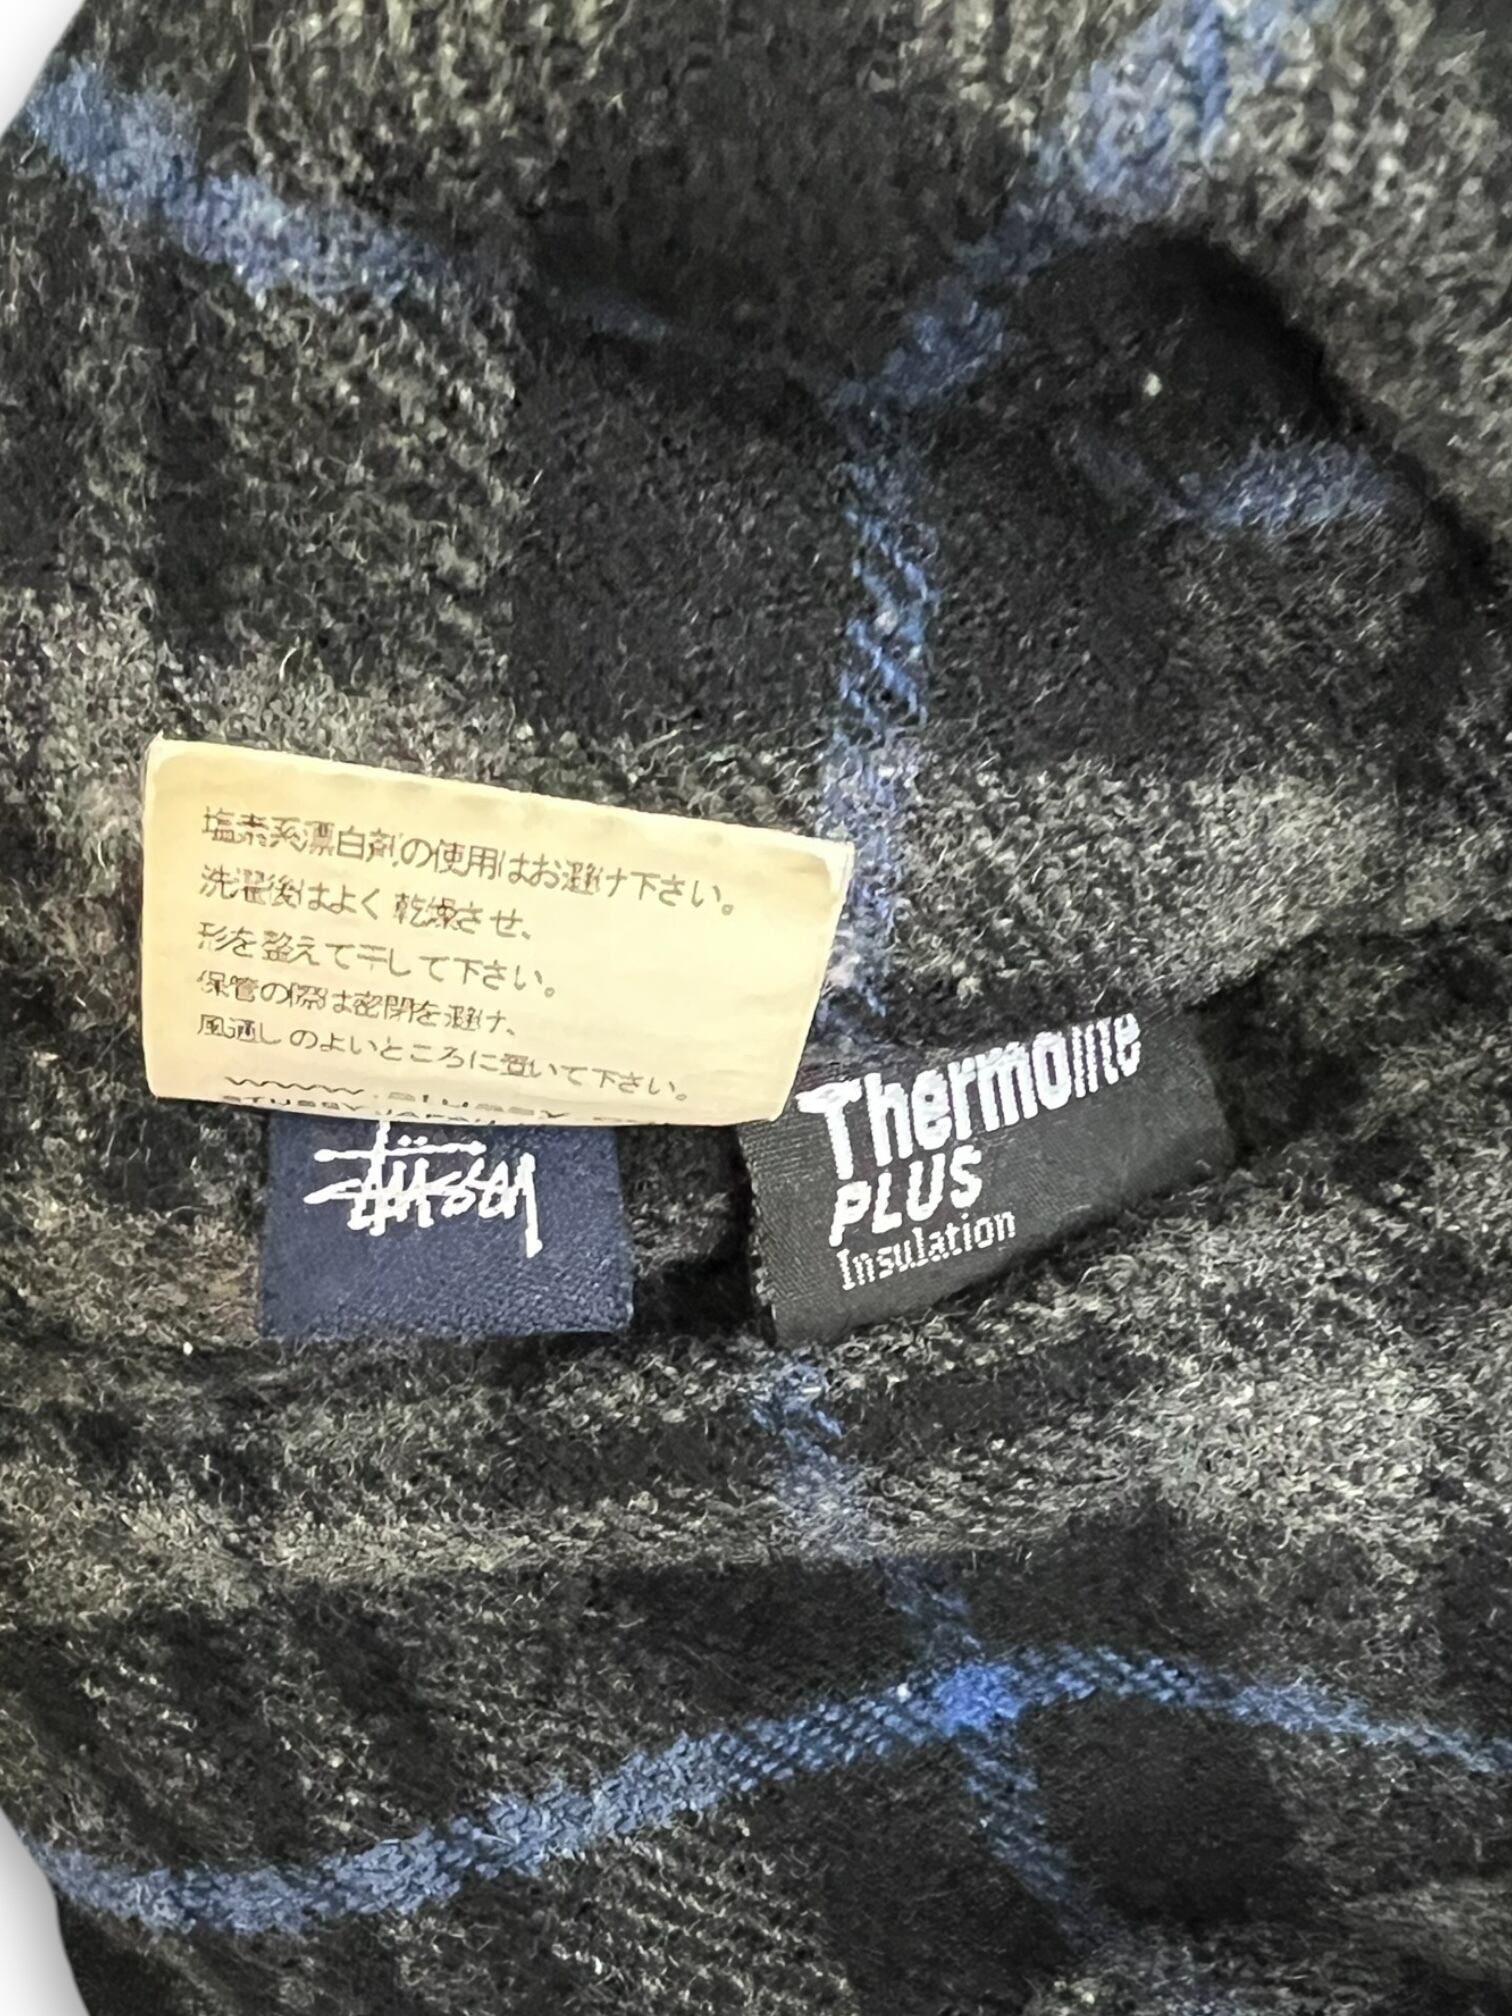 塩素系漂白剤の使用はお避け下さい。
洗濯後はよく乾燥させ、
形を整えて干して下さい。
保管の際は密閉を避け、
風通しのよいところに置いて下さい。
STUSSY JAPAN
Stüssy
Thermolite
PLUS
Insulation